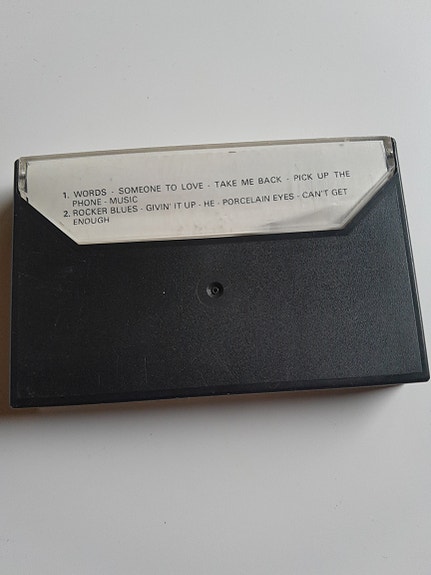 1. WORDS - SOMEONE TO LOVE - TAKE ME BACK - PICK UP THE
PHONE - MUSIC
2. ROCKER BLUES - GIVIN' IT UP - HE - PORCELAIN EYES - CAN'T GET
ENOUGH